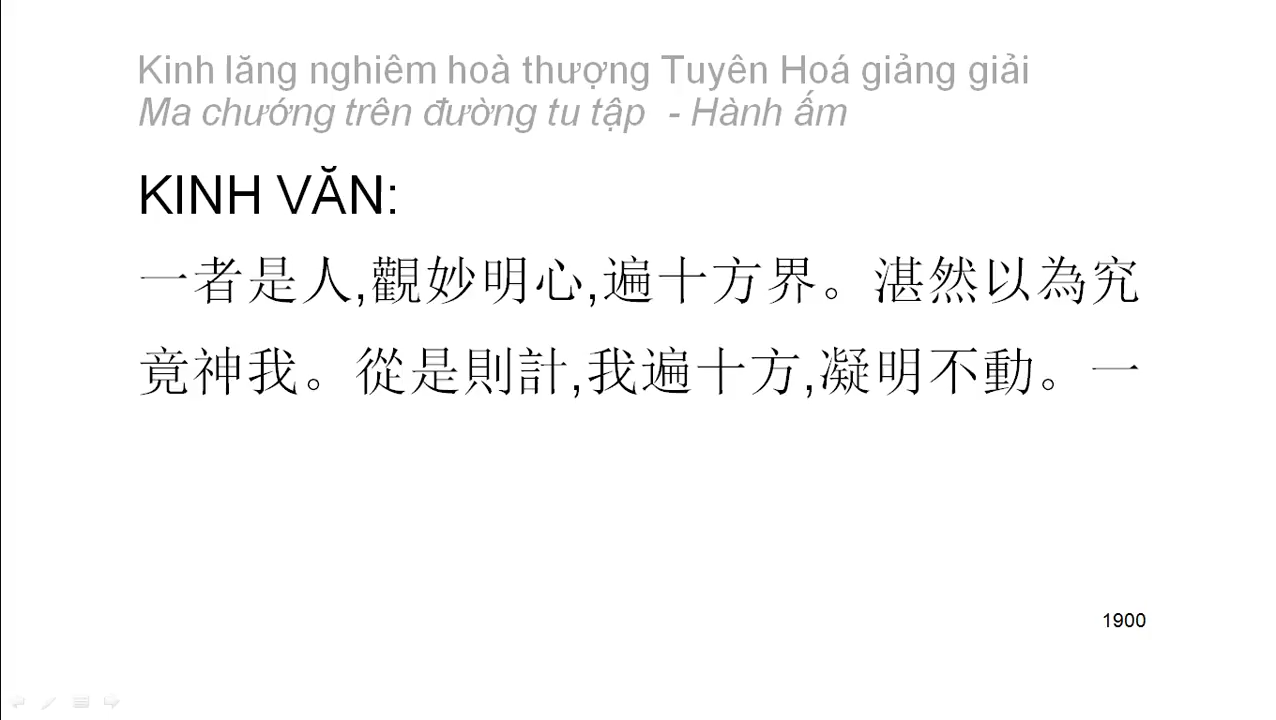 Kinh lăng nghiêm hoà thượng Tuyên Hoá giảng giải
Ma chướng trên đường tu tập - Hành ấm
KINH VĂN:
一者是人,觀妙明心,遍十方界。湛然以為究
竟神我。從是則計,我遍十方,凝明不動。一
1900